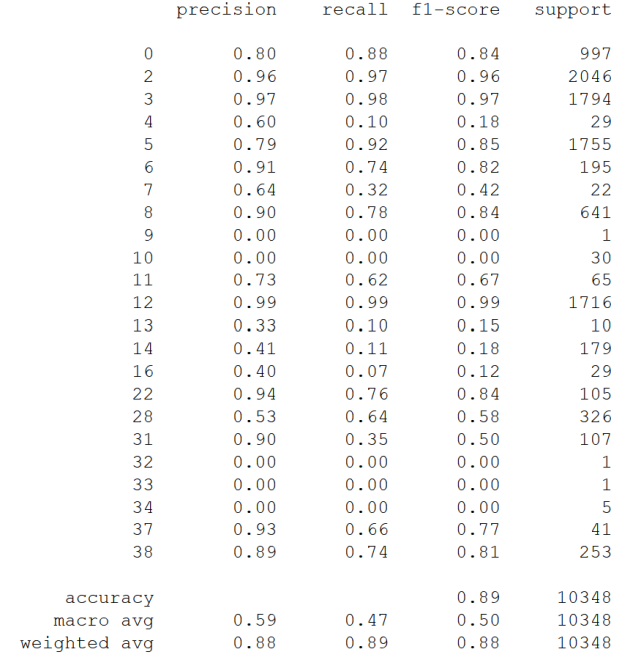 precision recall f1-score support
0 0.80 0.88 0.84 997
2 0.96 0.97 0.96 2046
3 0.97 0.98 0.97 1794
4 0.60 0.10 0.18 29
5 0.79 0.92 0.85 1755
6 0.91 0.74 0.82 195
7 0.64 0.32 0.42 22
8 0.90 0.78 0.84 641
9 0.00 0.00 0.00 1
10 0.00 0.00 0.00 30
11 0.73 0.62 0.67 65
12 0.99 0.99 0.99 1716
13 0.33 0.10 0.15 10
14 0.41 0.11 0.18 179
16 0.40 0.07 0.12 29
22 0.94 0.76 0.84 105
28 0.53 0.64 0.58 326
31 0.90 0.35 0.50 107
32 0.00 0.00 0.00 1
33 0.00 0.00 0.00 1
34 0.00 0.00 0.00 5
37 0.93 0.66 0.77 41
38 0.89 0.74 0.81 253
accuracy 0.89 10348
macro avg 0.59 0.47 0.50 10348
weighted avg 0.88 0.89 0.88 10348